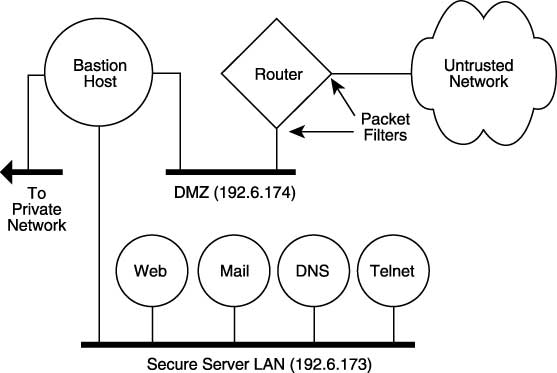 Bastion
Host
Router
Untrusted
Network
Packet
Filters
To
Private
Network
DMZ (192.6.174)
Web
Mail
DNS
Telnet
Secure Server LAN (192.6.173)